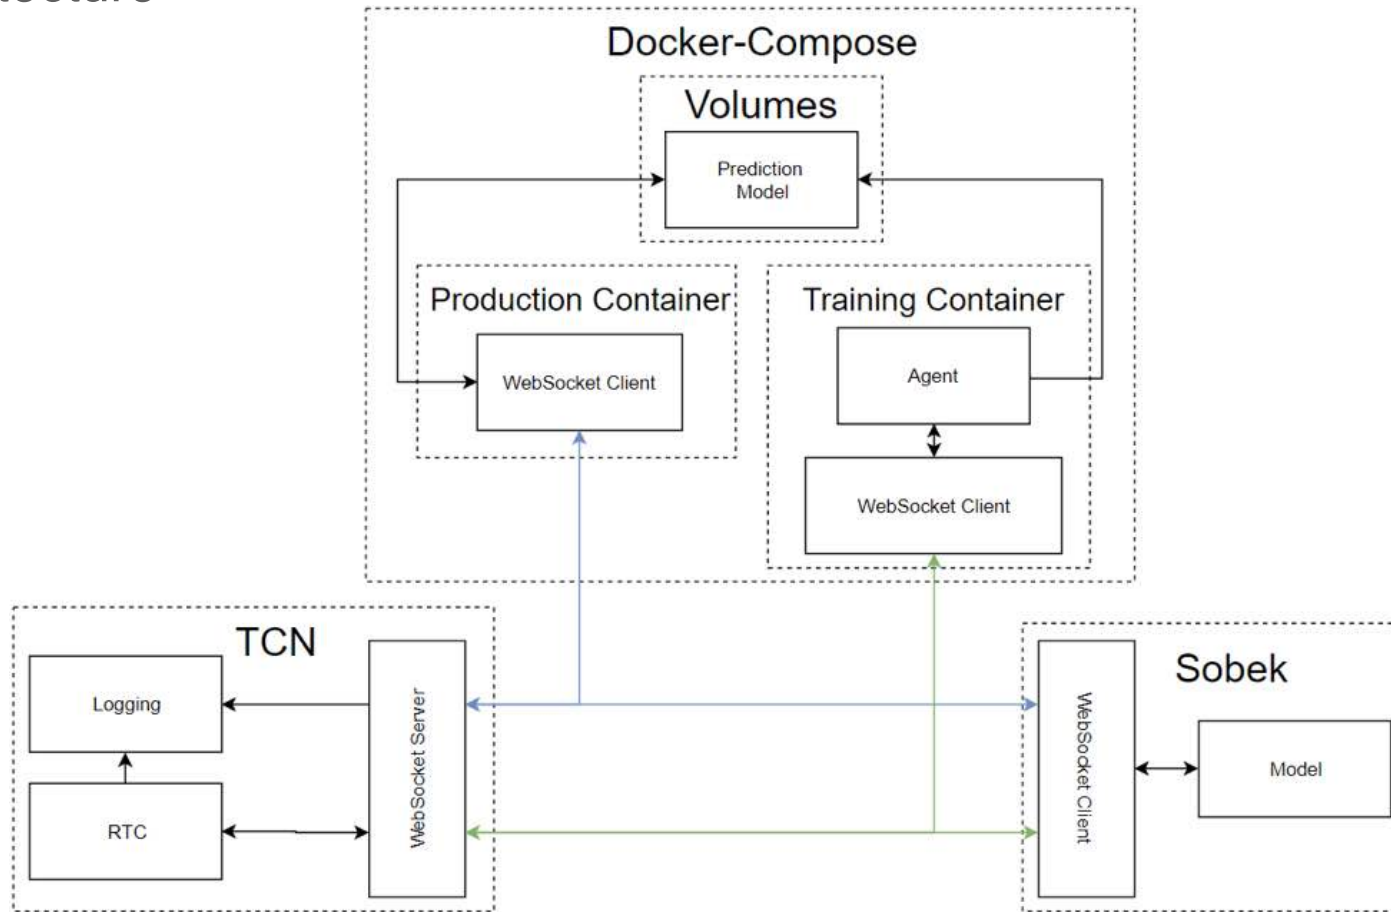 Docker-Compose
Volumes
Prediction
Model
Production Container
WebSocket Client
Training Container
Agent
WebSocket Client
TCN
Logging
RTC
WebSocket Server
Sobek
WebSocket Client
Model